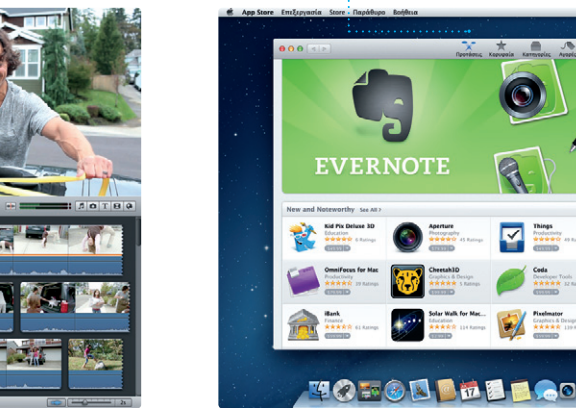 App Store Επεξεργασία Store Παράθυρο Βοήθεια
Προτάσεις Κορυφαία Κατηγορίες
EVERNOTE
New and Noteworthy See All >
Kid Pix Deluxe 3D
Education
Aperture
Photography
Things
Productivity
OmniFocus for Mac
Productivity
Cheetah3D
Graphics & Design
Coda
Developer Tools
iBank
Finance
Solar Walk for Mac...
Education
Pixelmator
Graphics & Design
17
2s